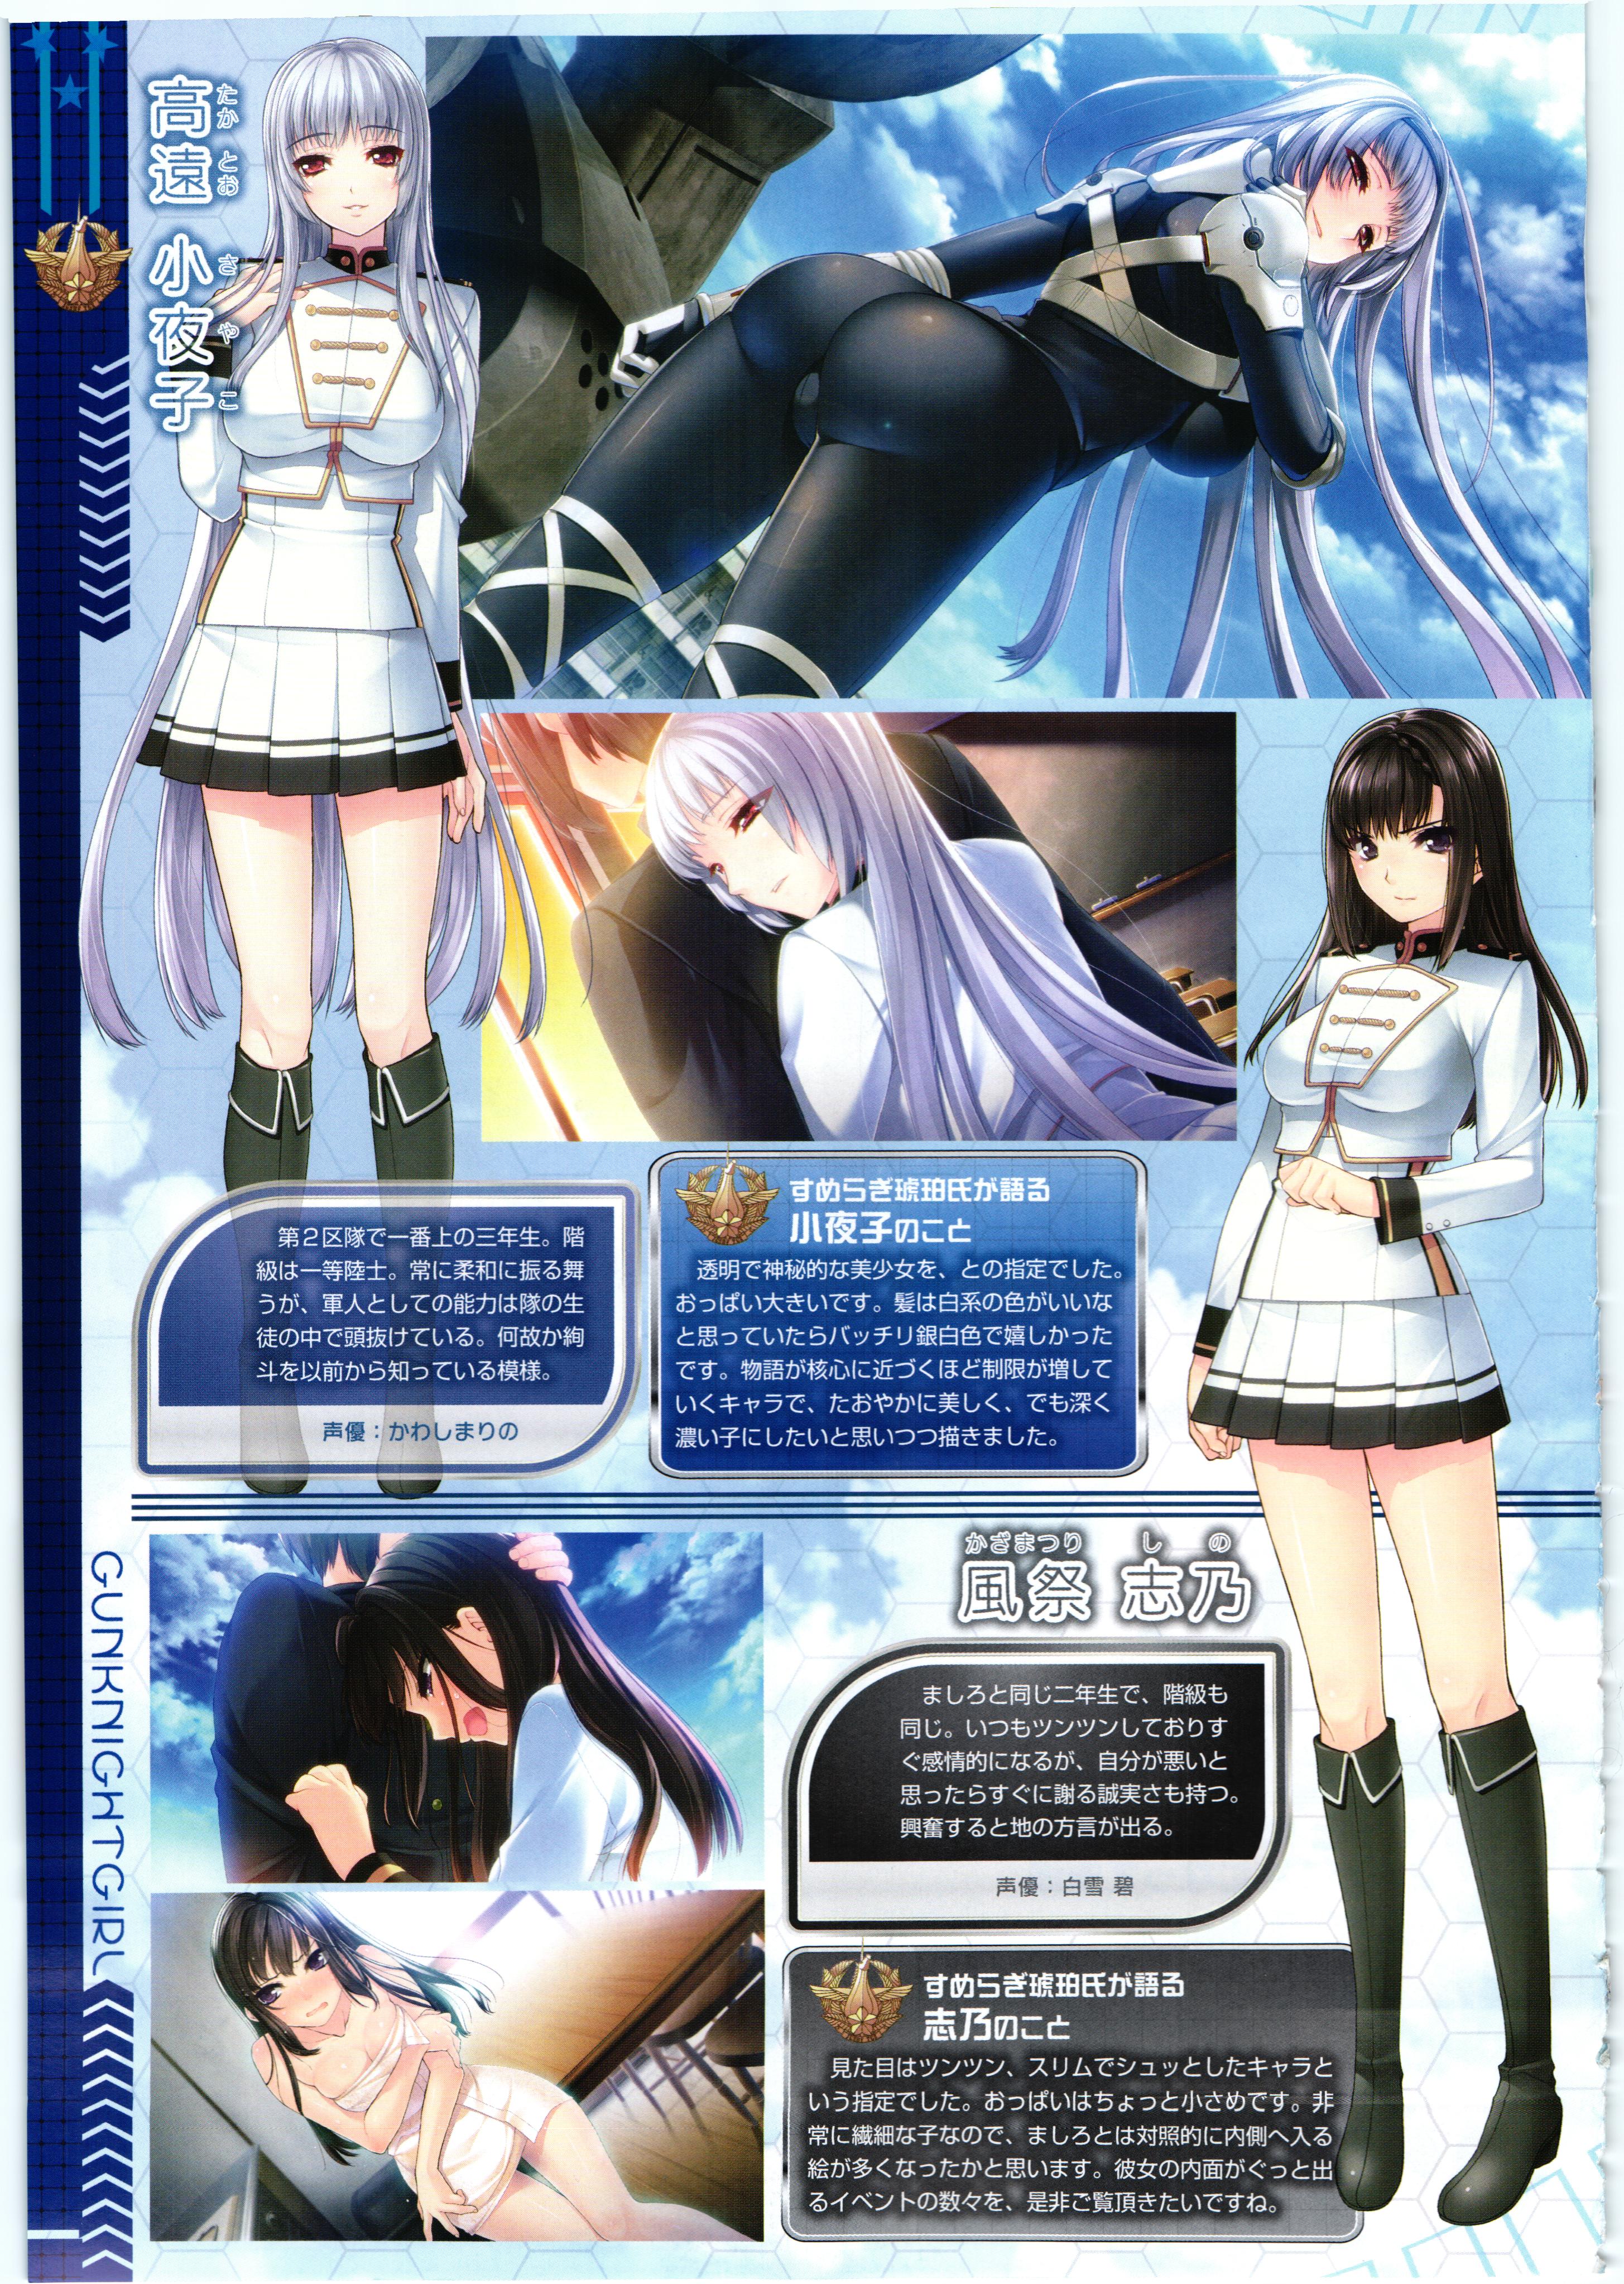 高遠 小夜子
たか とお さ や こ
第２区隊で一番上の三年生。階
級は一等陸士。常に柔和に振る舞
うが、軍人としての能力は隊の生
徒の中で頭抜けている。何故か絢
斗を以前から知っている模様。
声優：かわしまりの
すめらぎ琥珀氏が語る
小夜子のこと
透明で神秘的な美少女を、との指定でした。
おっぱい大きいです。髪は白系の色がいいな
と思っていたらバッチリ銀白色で嬉しかった
です。物語が核心に近づくほど制限が増して
いくキャラで、たおやかに美しく、でも深く
濃い子にしたいと思いつつ描きました。
かざまつり し の
風祭 志乃
ましろと同じ二年生で、階級も
同じ。いつもツンツンしておりす
ぐ感情的になるが、自分が悪いと
思ったらすぐに謝る誠実さも持つ。
興奮すると地の方言が出る。
声優：白雪 碧
すめらぎ琥珀氏が語る
志乃のこと
見た目はツンツン、スリムでシュッとしたキャラと
いう指定でした。おっぱいはちょっと小さめです。非
常に繊細な子なので、ましろとは対照的に内側へ入る
絵が多くなったかと思います。彼女の内面がぐっと出
るイベントの数々を、是非ご覧頂きたいですね。
GUNKNIGHTGIRL